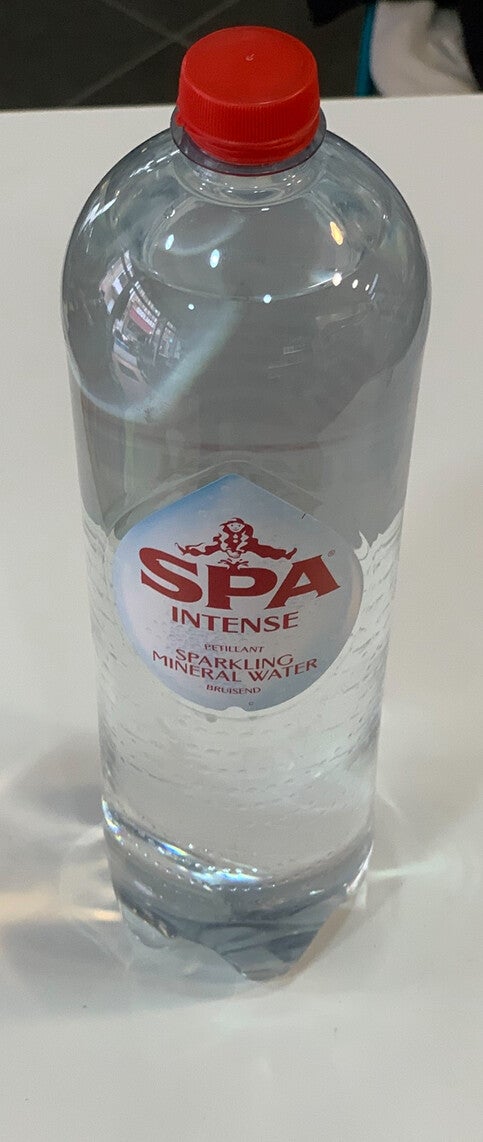 SPA®
INTENSE
PETILLANT
SPARKLING
MINERAL WATER
BRUISEND